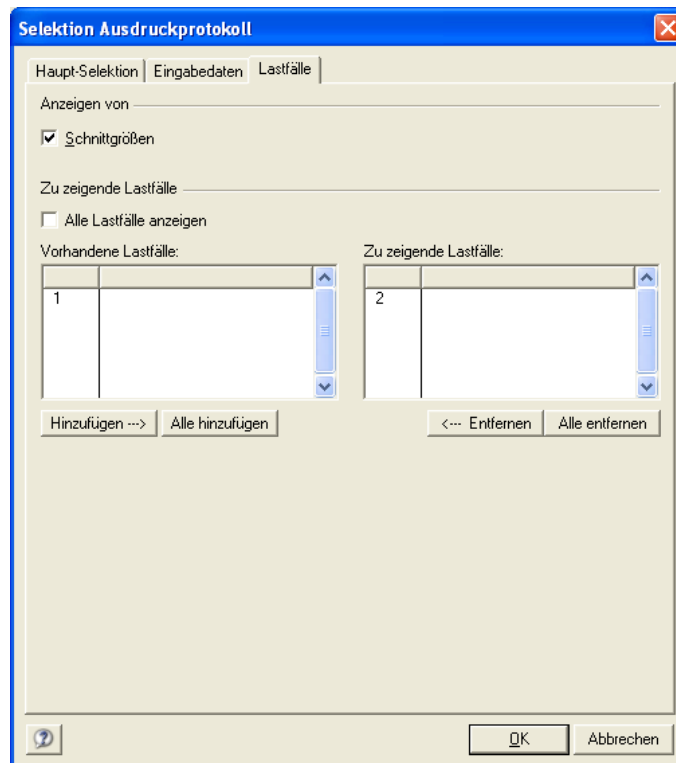 Selektion Ausdruckprotokoll
Haupt-Selektion Eingabedaten Lastfälle
Anzeigen von
Schnittgrößen
Zu zeigende Lastfälle
Alle Lastfälle anzeigen
Vorhandene Lastfälle: Zu zeigende Lastfälle:
1 2
Hinzufügen ---> Alle hinzufügen <--- Entfernen Alle entfernen
OK Abbrechen